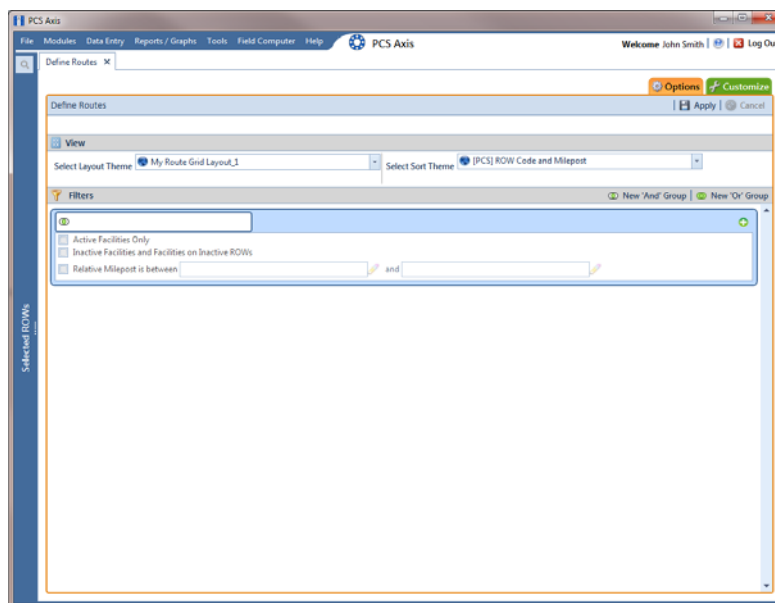 PCS Axis
File Modules Data Entry Reports / Graphs Tools Field Computer Help PCS Axis Welcome John Smith | | Log Ou
Define Routes
Options Customize
Define Routes | Apply | Cancel
View
Select Layout Theme My Route Grid Layout_1 Select Sort Theme [PCS] ROW Code and Milepost
Filters New 'And' Group | New 'Or' Group
Active Facilities Only
Inactive Facilities and Facilities on Inactive ROWs
Relative Milepost is between and
Selected ROWs